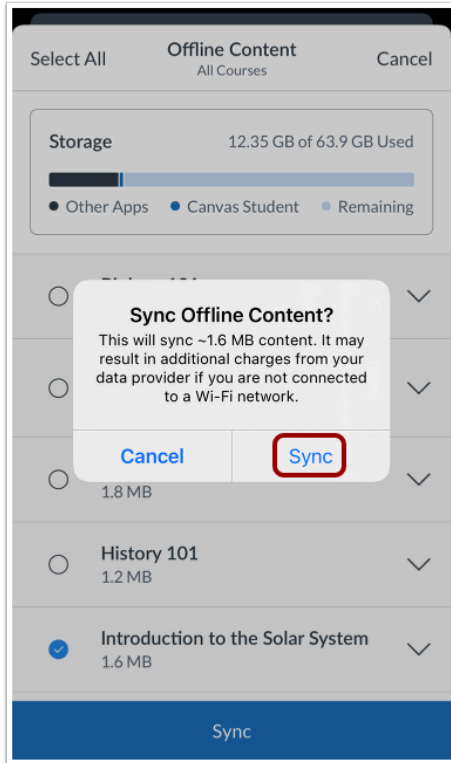 Select All
Offline Content
All Courses
Cancel
Storage
12.35 GB of 63.9 GB Used
Other Apps
Canvas Student
Remaining
Sync Offline Content?
This will sync ~1.6 MB content. It may
result in additional charges from your
data provider if you are not connected
to a Wi-Fi network.
Cancel
Sync
1.8 MB
History 101
1.2 MB
Introduction to the Solar System
1.6 MB
Sync